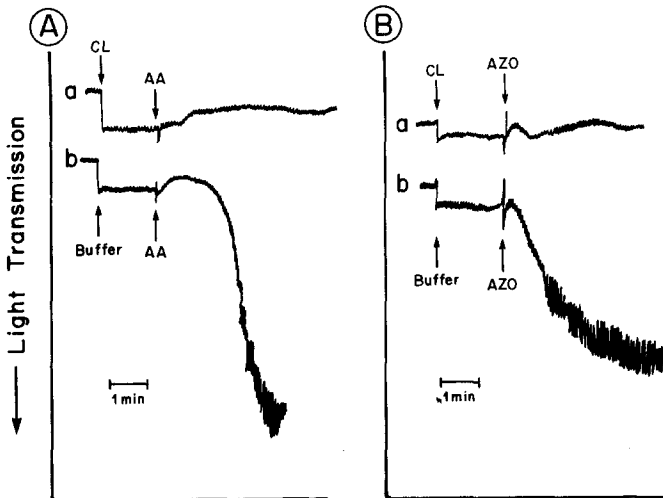 A
CL
AA
a
b
Buffer
AA
1 min
Light Transmission
B
CL
AZO
a
b
Buffer
AZO
1 min